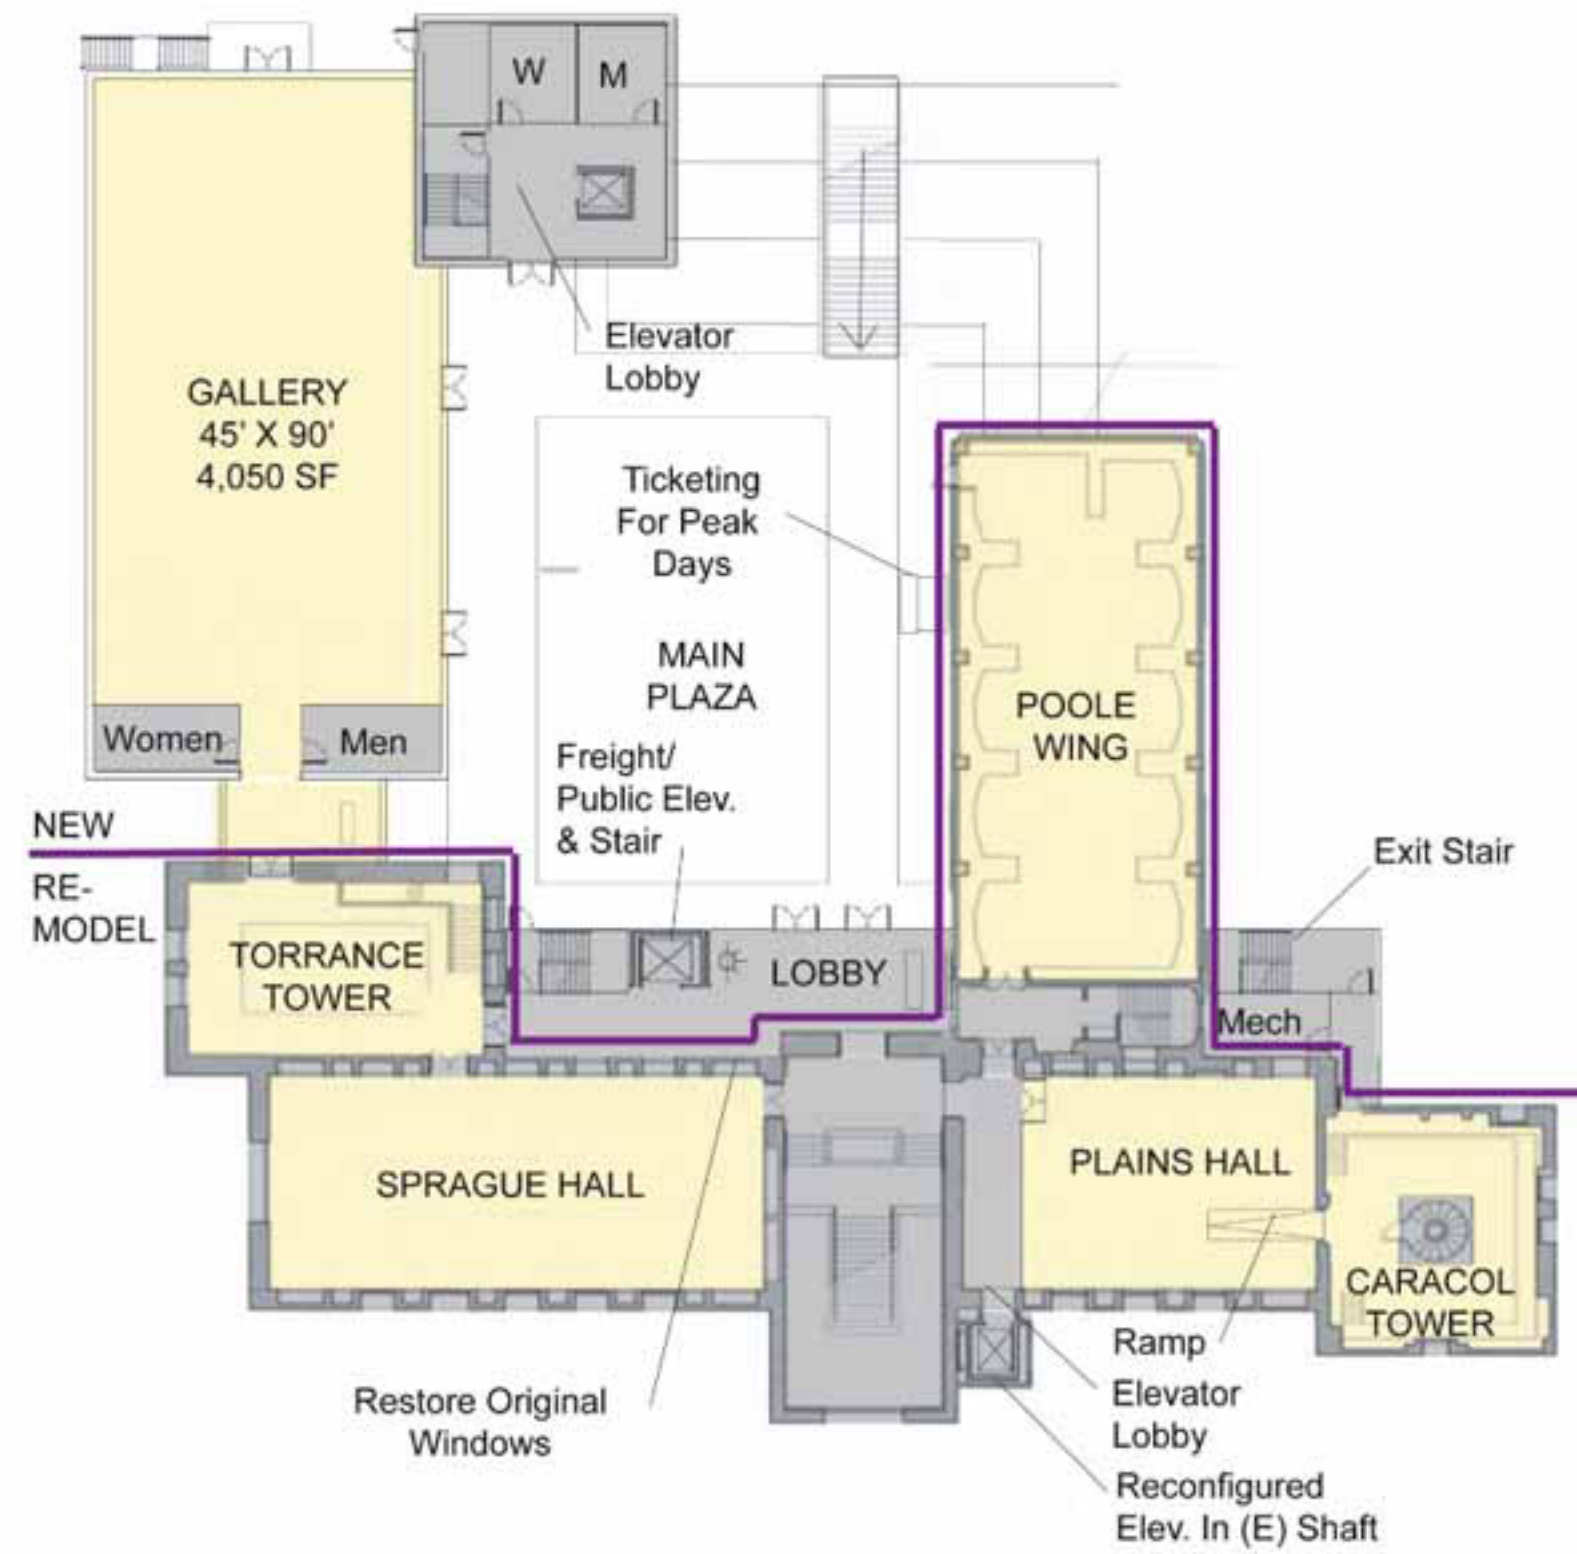 W
M
Elevator
Lobby
GALLERY
45' X 90'
4,050 SF
Ticketing
For Peak
Days
MAIN
PLAZA
POOLE
WING
Women
Men
Freight/
Public Elev.
& Stair
NEW
RE-
MODEL
Exit Stair
TORRANCE
TOWER
LOBBY
Mech
SPRAGUE HALL
PLAINS HALL
CARACOL
TOWER
Ramp
Elevator
Lobby
Restore Original
Windows
Reconfigured
Elev. In (E) Shaft